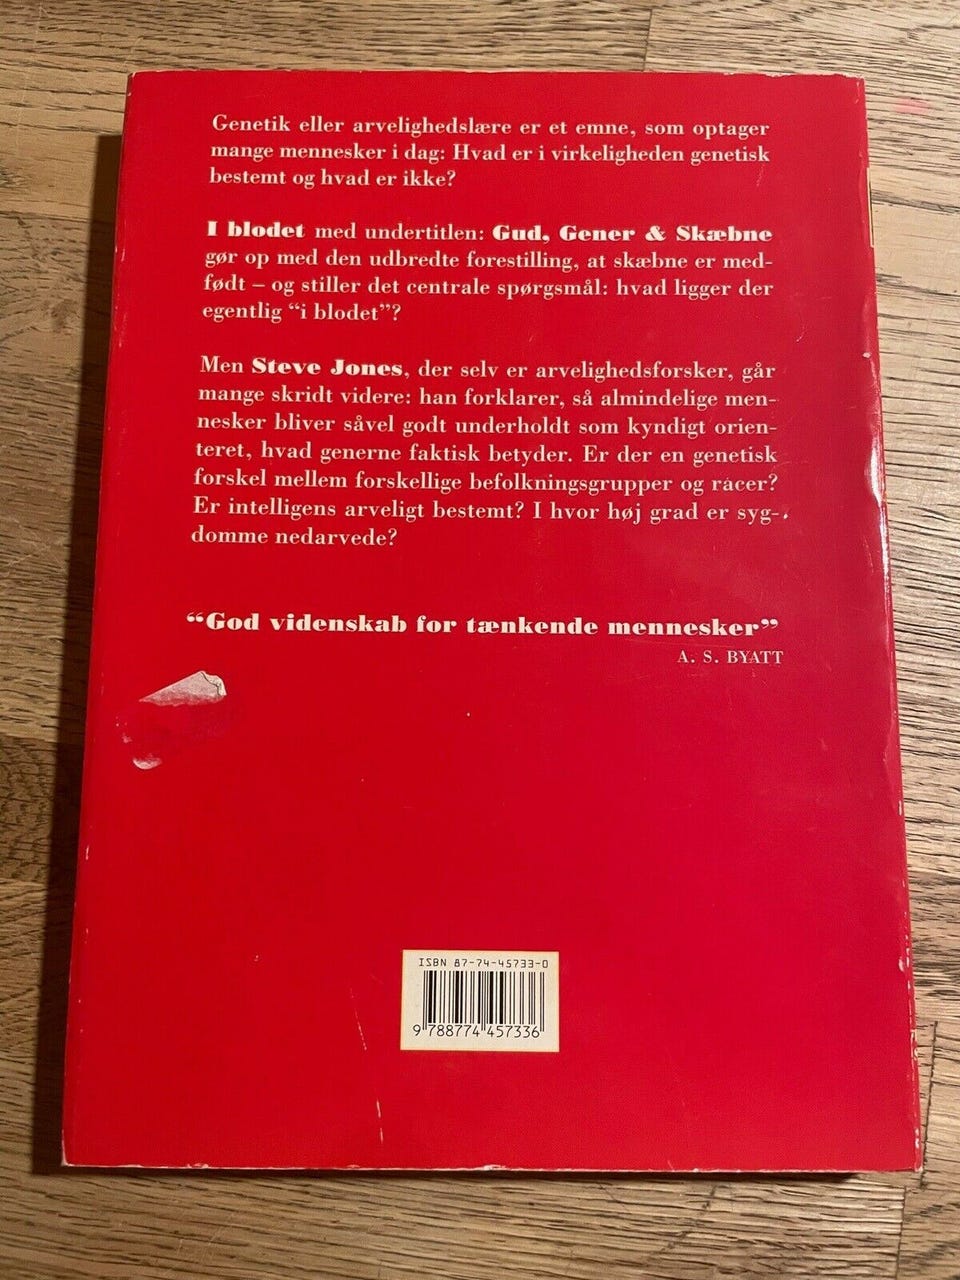 Genetik eller arvelighedslære er et emne, som optager
mange mennesker i dag: Hvad er i virkeligheden genetisk
bestemt og hvad er ikke?
I blodet med undertitlen: Gud, Gener & Skæbne
gør op med den udbredte forestilling, at skæbne er med-
født – og stiller det centrale spørgsmål: hvad ligger der
egentlig “i blodet”?
Men Steve Jones, der selv er arvelighedsforsker, går
mange skridt videre: han forklarer, så almindelige men-
nesker bliver såvel godt underholdt som kyndigt orien-
teret, hvad generne faktisk betyder. Er der en genetisk
forskel mellem forskellige befolkningsgrupper og racer?
Er intelligens arveligt bestemt? I hvor høj grad er syg-
domme nedarvede?
“God videnskab for tænkende mennesker”
A. S. BYATT
ISBN 87-74-45733-0
9 788774 457336